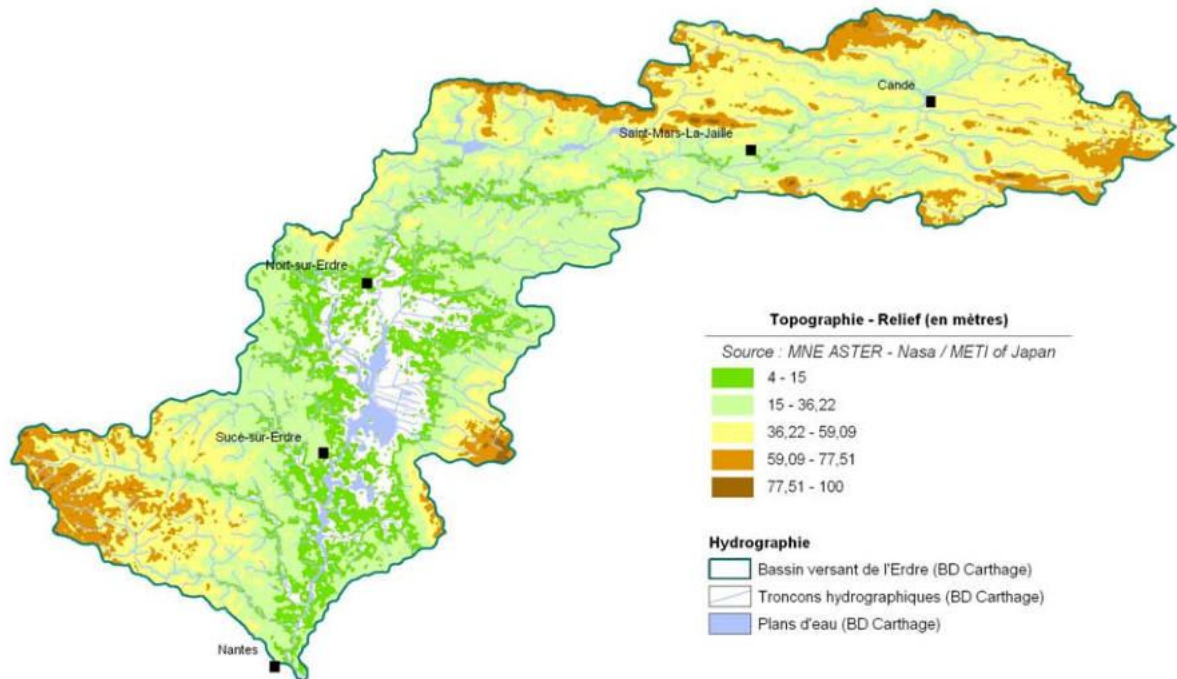 Candé
Saint-Mars-La-Jaille
Nort-sur-Erdre
Sucé-sur-Erdre
Nantes
Topographie - Relief (en mètres)
Source : MNE ASTER - Nasa / METI of Japan
4 - 15
15 - 36,22
36,22 - 59,09
59,09 - 77,51
77,51 - 100
Hydrographie
Bassin versant de l'Erdre (BD Carthage)
Troncons hydrographiques (BD Carthage)
Plans d'eau (BD Carthage)